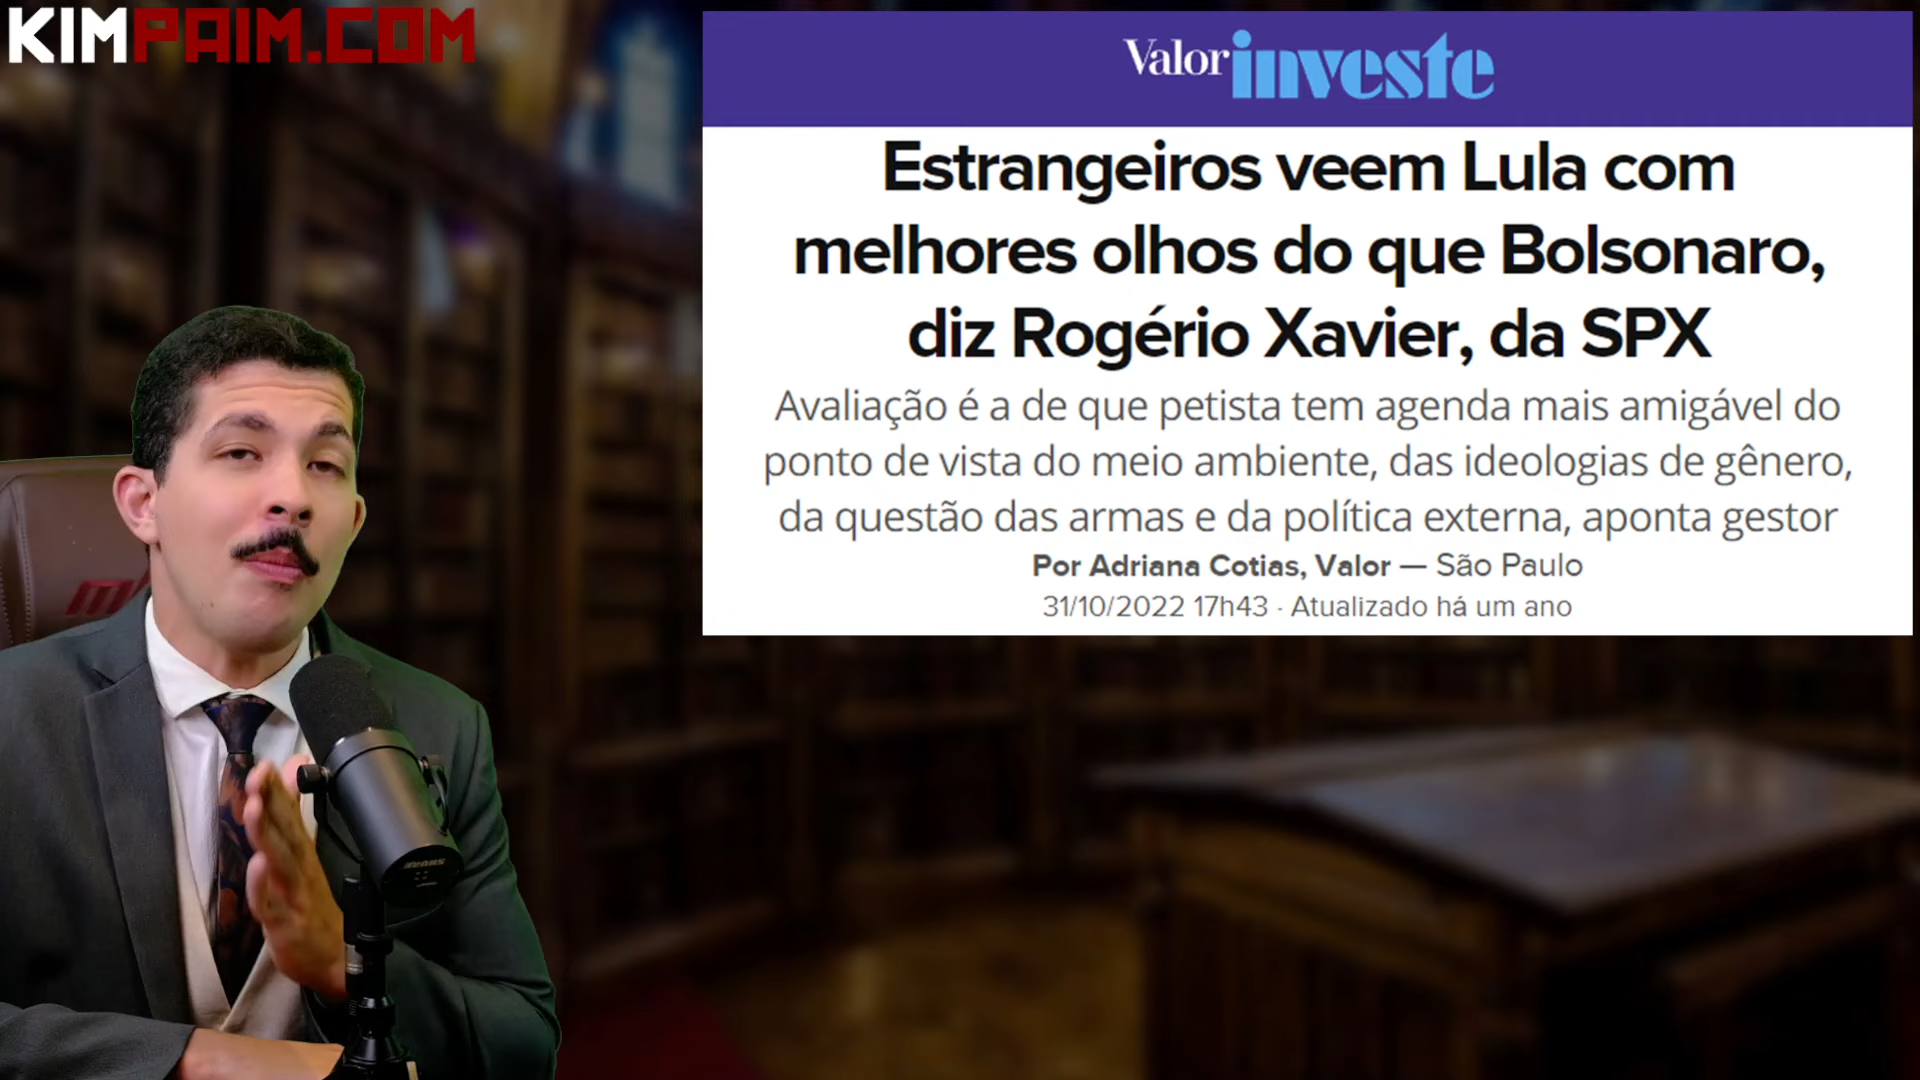 KIMPAIM.COM
Valor investe
Estrangeiros veem Lula com
melhores olhos do que Bolsonaro,
diz Rogério Xavier, da SPX
Avaliação é a de que petista tem agenda mais amigável do
ponto de vista do meio ambiente, das ideologias de gênero,
da questão das armas e da política externa, aponta gestor
Por Adriana Cotias, Valor — São Paulo
31/10/2022 17h43 · Atualizado há um ano
SHURE